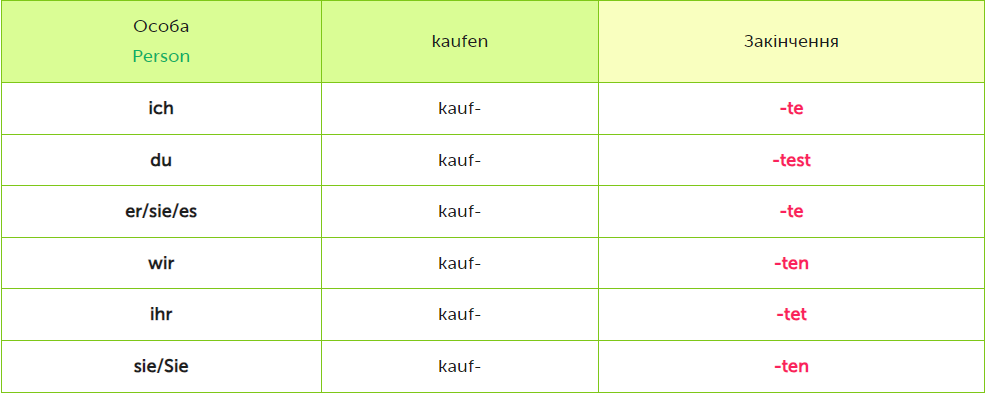 Особа
Person
kaufen
Закінчення
ich
kauf-
-te
du
kauf-
-test
er/sie/es
kauf-
-te
wir
kauf-
-ten
ihr
kauf-
-tet
sie/Sie
kauf-
-ten